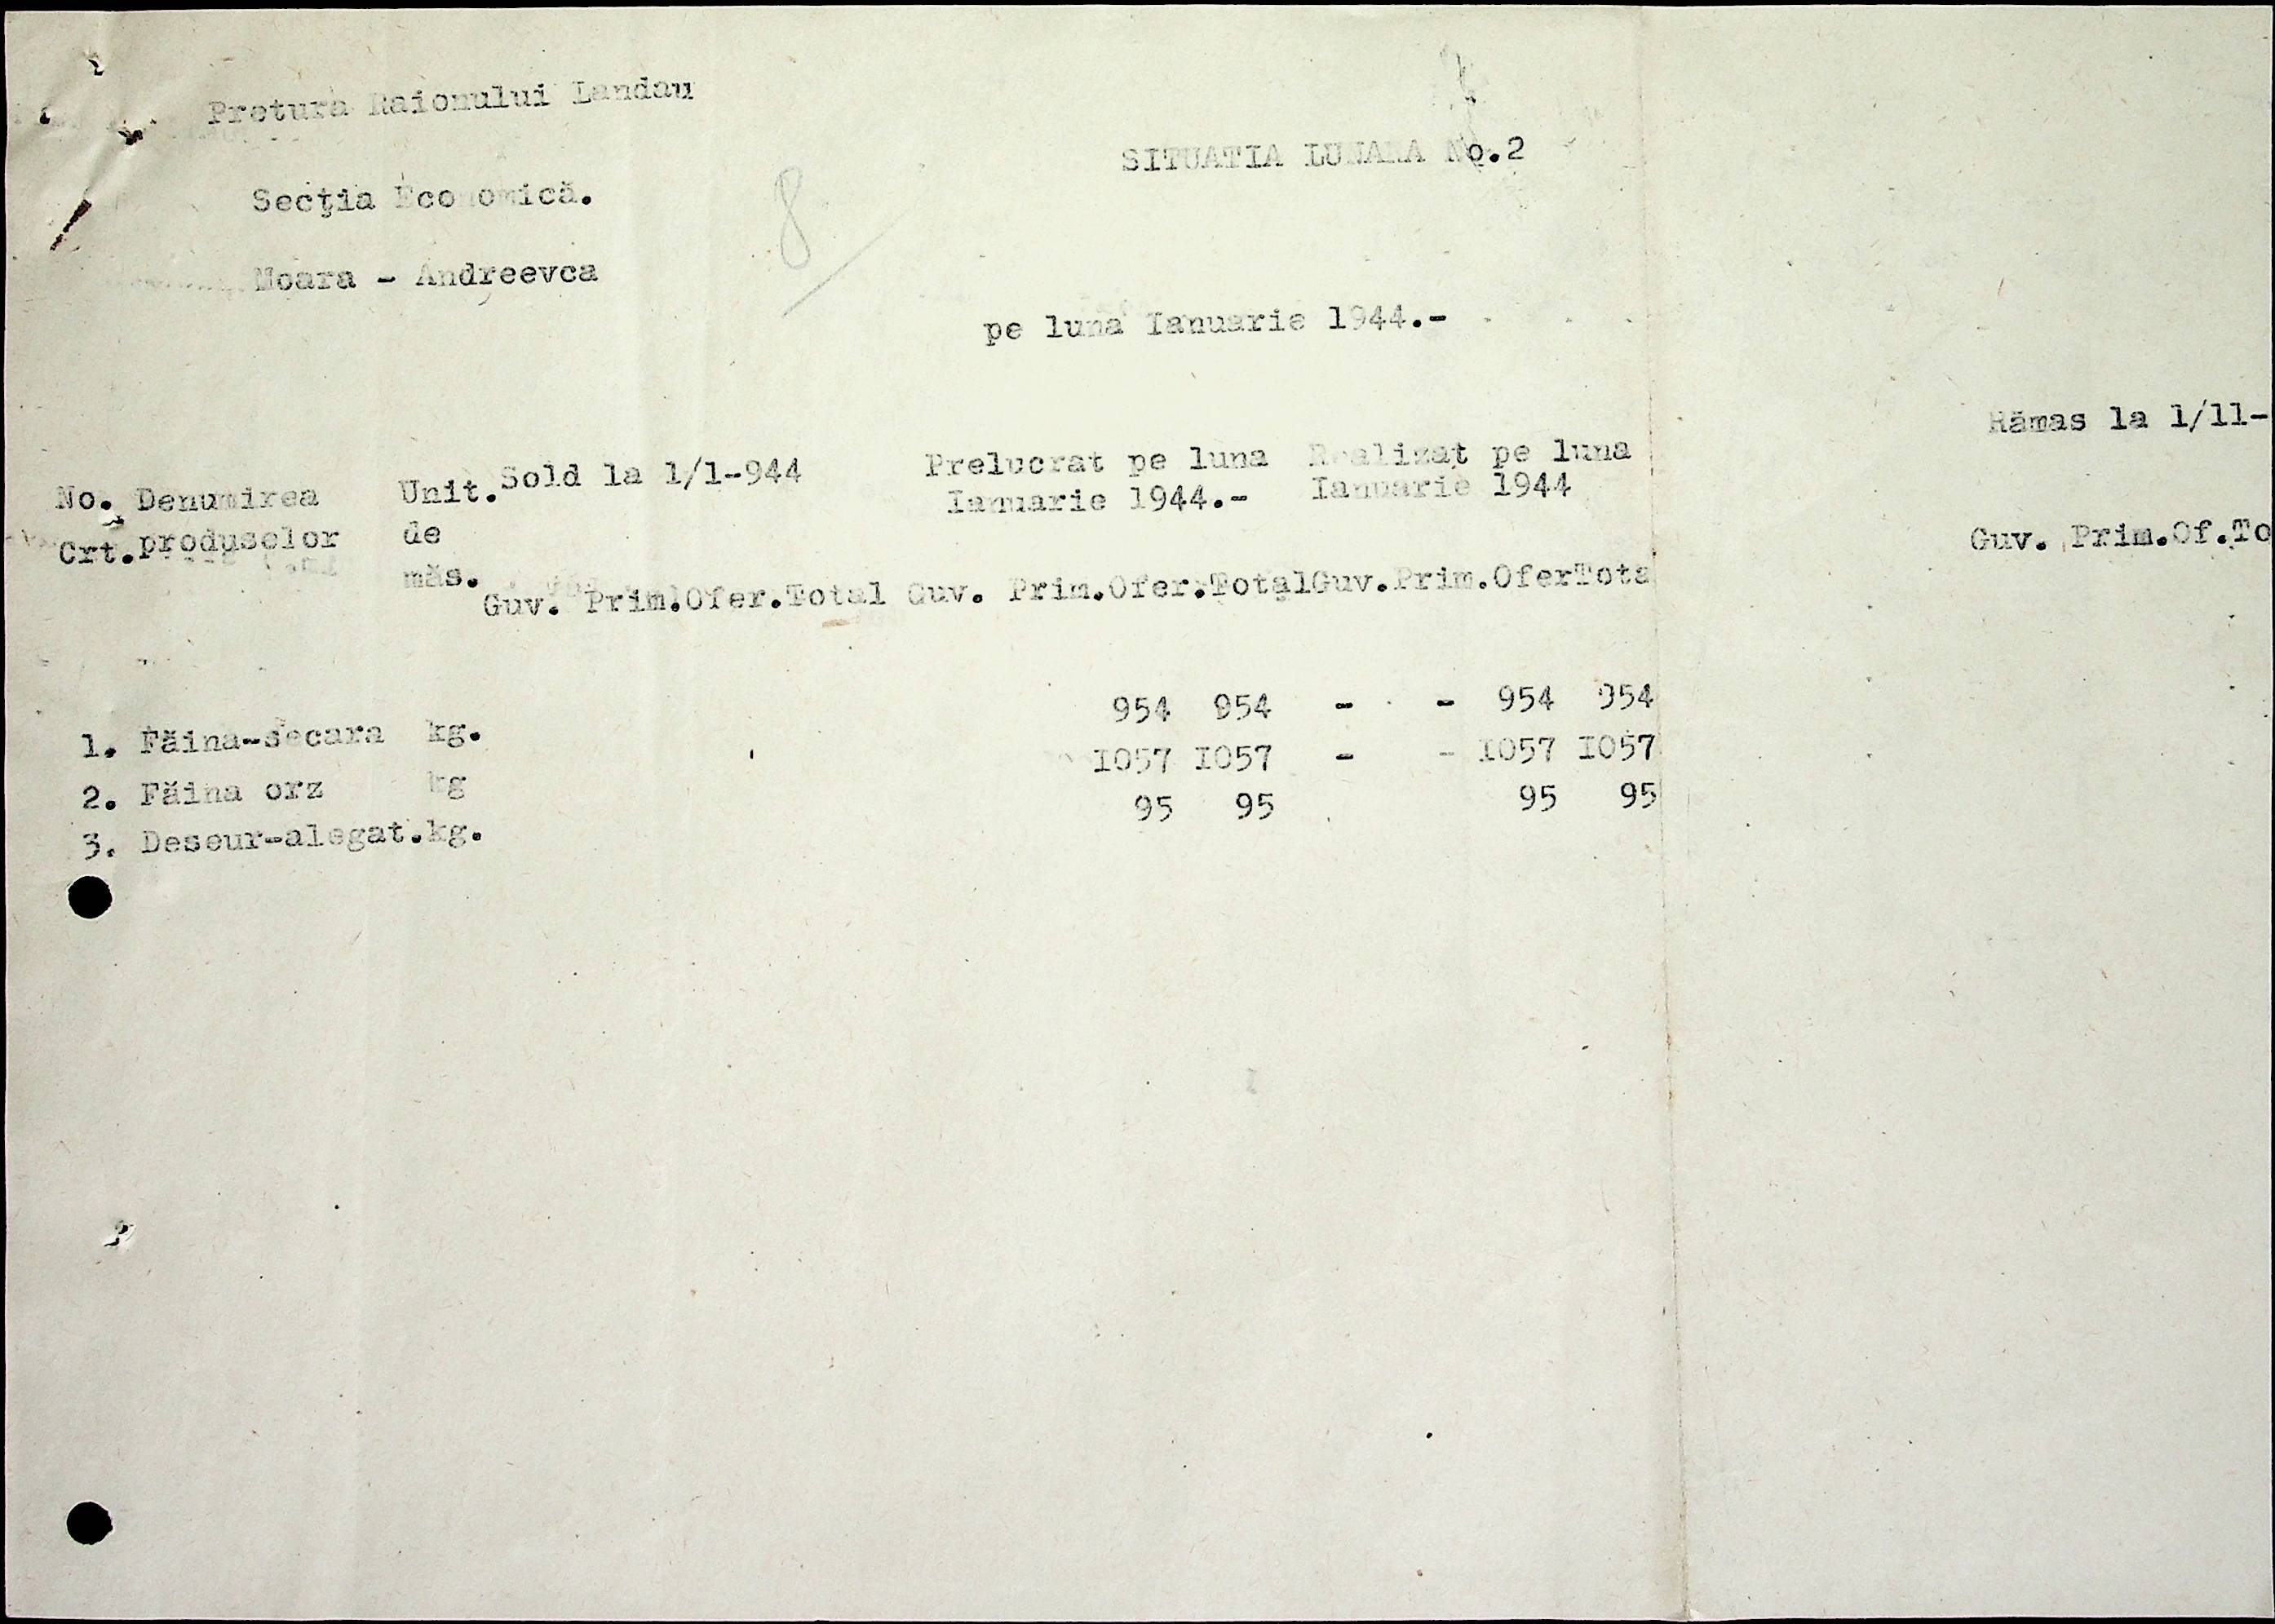 Pretura Raionului Landau
SITUATIA LUNARA No.2
Secţia Economică.
8
Moara - Andreevca
pe luna Ianuarie 1944.-
Rămas la 1/11-
No. Denumirea Unit. Sold la 1/1-944 Prelucrat pe luna Realizat pe luna
Ianuarie 1944.- Ianuarie 1944
Crt. produselor de
Guv. Prim.Of.To
măs.
Guv. Prim.Ofer.Total Guv. Prim.Ofer.Total Guv.Prim.OferTota
1. Făina-secara kg. 954 954 - - 954 954
2. Făina orz kg 1057 1057 - - 1057 1057
3. Deseur-alegat.kg. 95 95 95 95